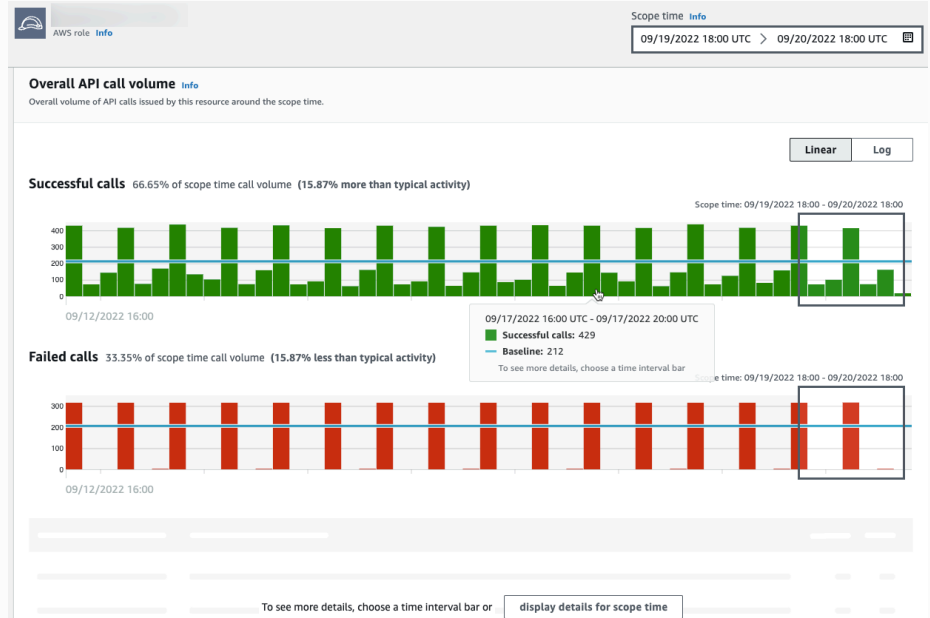 Scope time Info
AWS role Info
09/19/2022 18:00 UTC > 09/20/2022 18:00 UTC
Overall API call volume Info
Overall volume of API calls issued by this resource around the scope time.
Linear Log
Successful calls 66.65% of scope time call volume (15.87% more than typical activity)
Scope time: 09/19/2022 18:00 - 09/20/2022 18:00
400
300
200
100
0
09/12/2022 16:00
09/17/2022 16:00 UTC - 09/17/2022 20:00 UTC
Successful calls: 429
Baseline: 212
To see more details, choose a time interval bar
Failed calls 33.35% of scope time call volume (15.87% less than typical activity)
time: 09/19/2022 18:00 - 09/20/2022 18:00
300
200
100
0
09/12/2022 16:00
To see more details, choose a time interval bar or display details for scope time